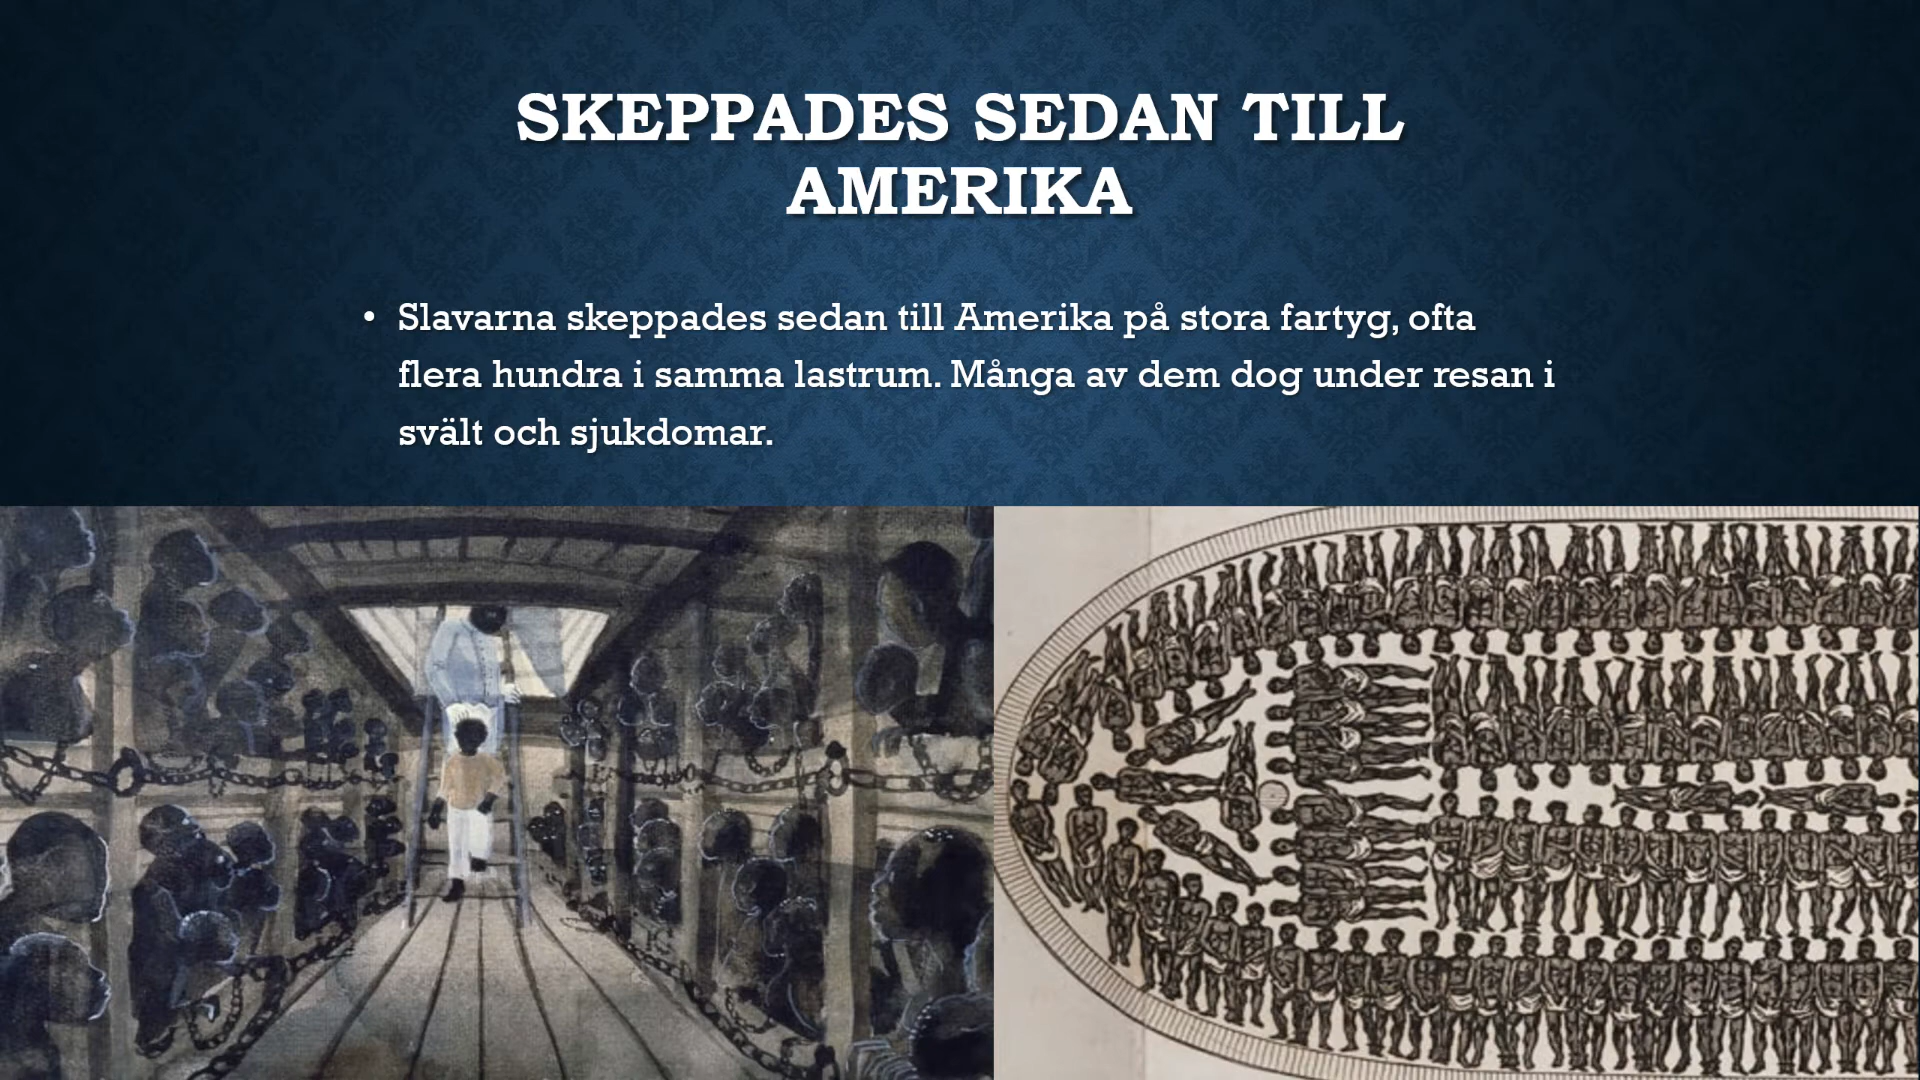 SKEPPADES SEDAN TILL
AMERIKA
• Slavarna skeppades sedan till Amerika på stora fartyg, ofta
flera hundra i samma lastrum. Många av dem dog under resan i
svält och sjukdomar.